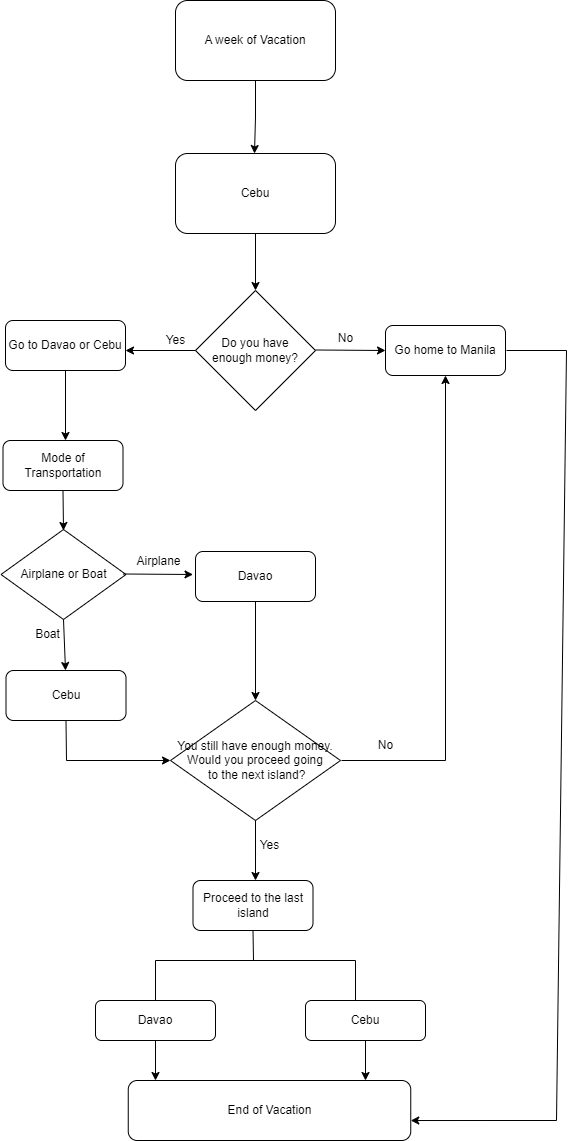 A week of Vacation
Cebu
Do you have
enough money?
Yes
No
Go to Davao or Cebu
Go home to Manila
Mode of
Transportation
Airplane or Boat
Airplane
Davao
Boat
Cebu
You still have enough money.
Would you proceed going
to the next island?
No
Yes
Proceed to the last
island
Davao
Cebu
End of Vacation